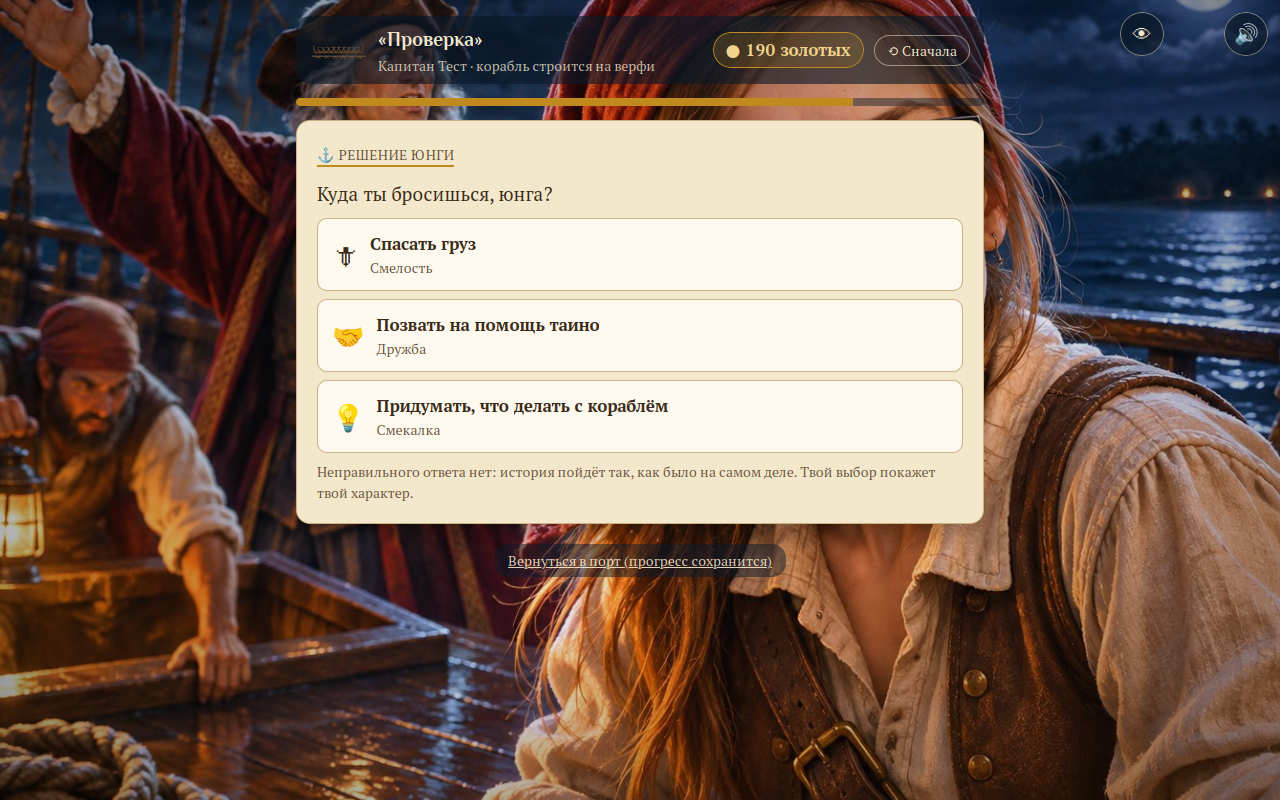 «Проверка»
Капитан Тест · корабль строится на верфи
190 золотых
⟲ Сначала
⚓ РЕШЕНИЕ ЮНГИ
Куда ты бросишься, юнга?
Спасать груз
Смелость
Позвать на помощь таино
Дружба
Придумать, что делать с кораблём
Смекалка
Неправильного ответа нет: история пойдёт так, как было на самом деле. Твой выбор покажет
твой характер.
Вернуться в порт (прогресс сохранится)